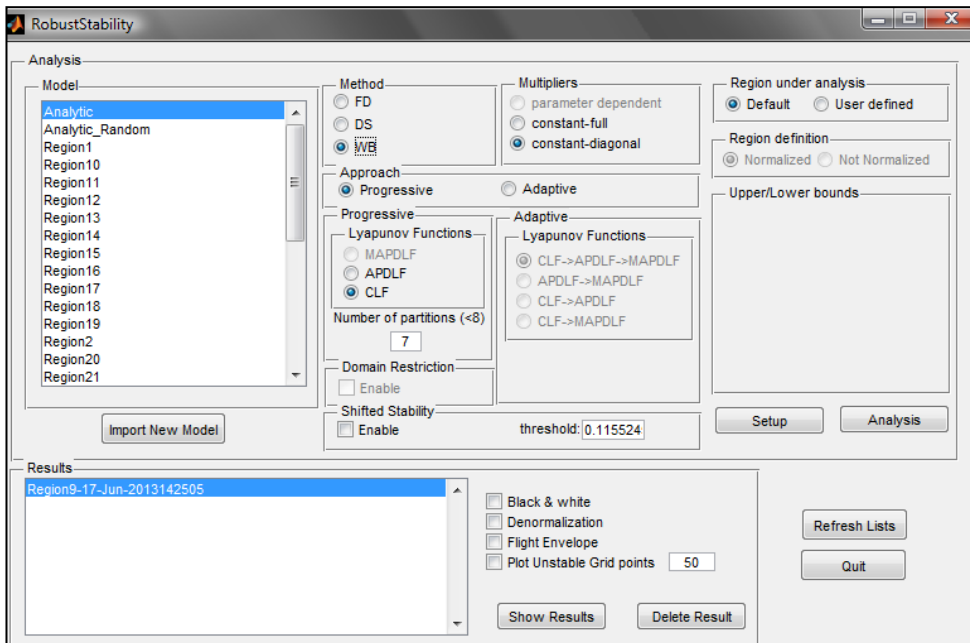 RobustStability
Analysis
Model
Analytic
Analytic_Random
Region1
Region10
Region11
Region12
Region13
Region14
Region15
Region16
Region17
Region18
Region19
Region2
Region20
Region21
Import New Model
Method
FD
DS
WB
Multipliers
parameter dependent
constant-full
constant-diagonal
Approach
Progressive
Adaptive
Progressive
Lyapunov Functions
MAPDLF
APDLF
CLF
Number of partitions (<8)
7
Adaptive
Lyapunov Functions
CLF->APDLF->MAPDLF
APDLF->MAPDLF
CLF->APDLF
CLF->MAPDLF
Domain Restriction
Enable
Shifted Stability
Enable
threshold: 0.115524
Region under analysis
Default
User defined
Region definition
Normalized
Not Normalized
Upper/Lower bounds
Setup
Analysis
Results
Region9-17-Jun-2013142505
Black & white
Denormalization
Flight Envelope
Plot Unstable Grid points 50
Show Results
Delete Result
Refresh Lists
Quit